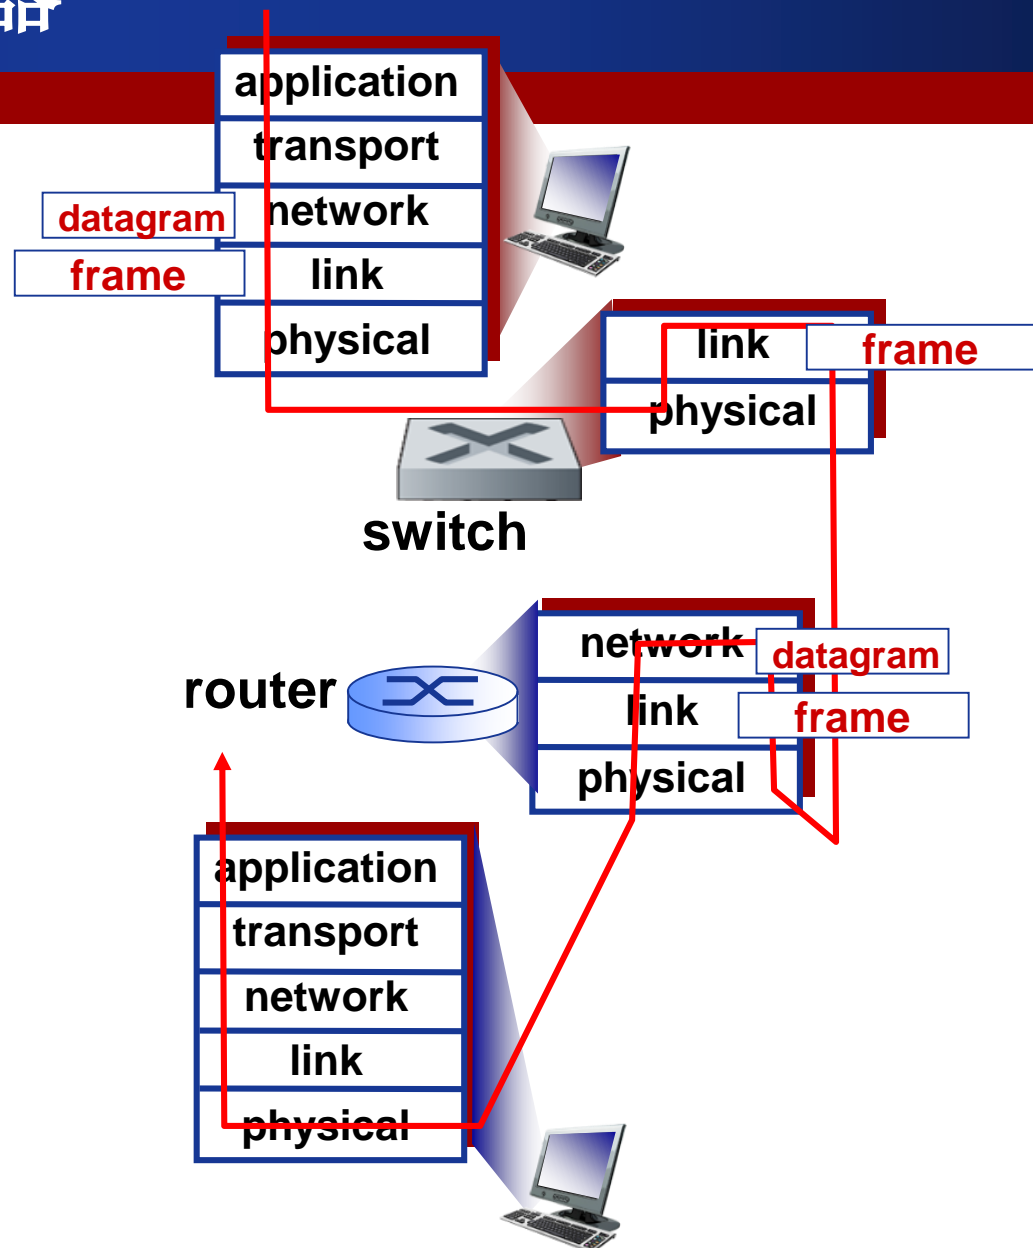 application
transport
datagram network
frame link
physical
link frame
physical
switch
network datagram
router link frame
physical
application
transport
network
link
physical